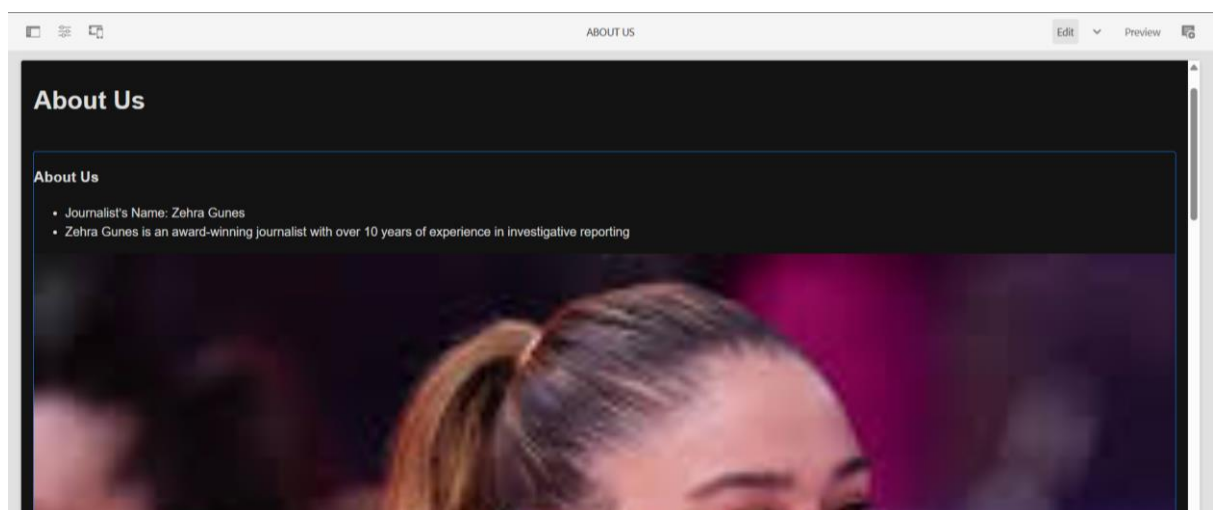 ABOUT US
Edit
Preview
About Us
About Us
Journalist's Name: Zehra Gunes
Zehra Gunes is an award-winning journalist with over 10 years of experience in investigative reporting